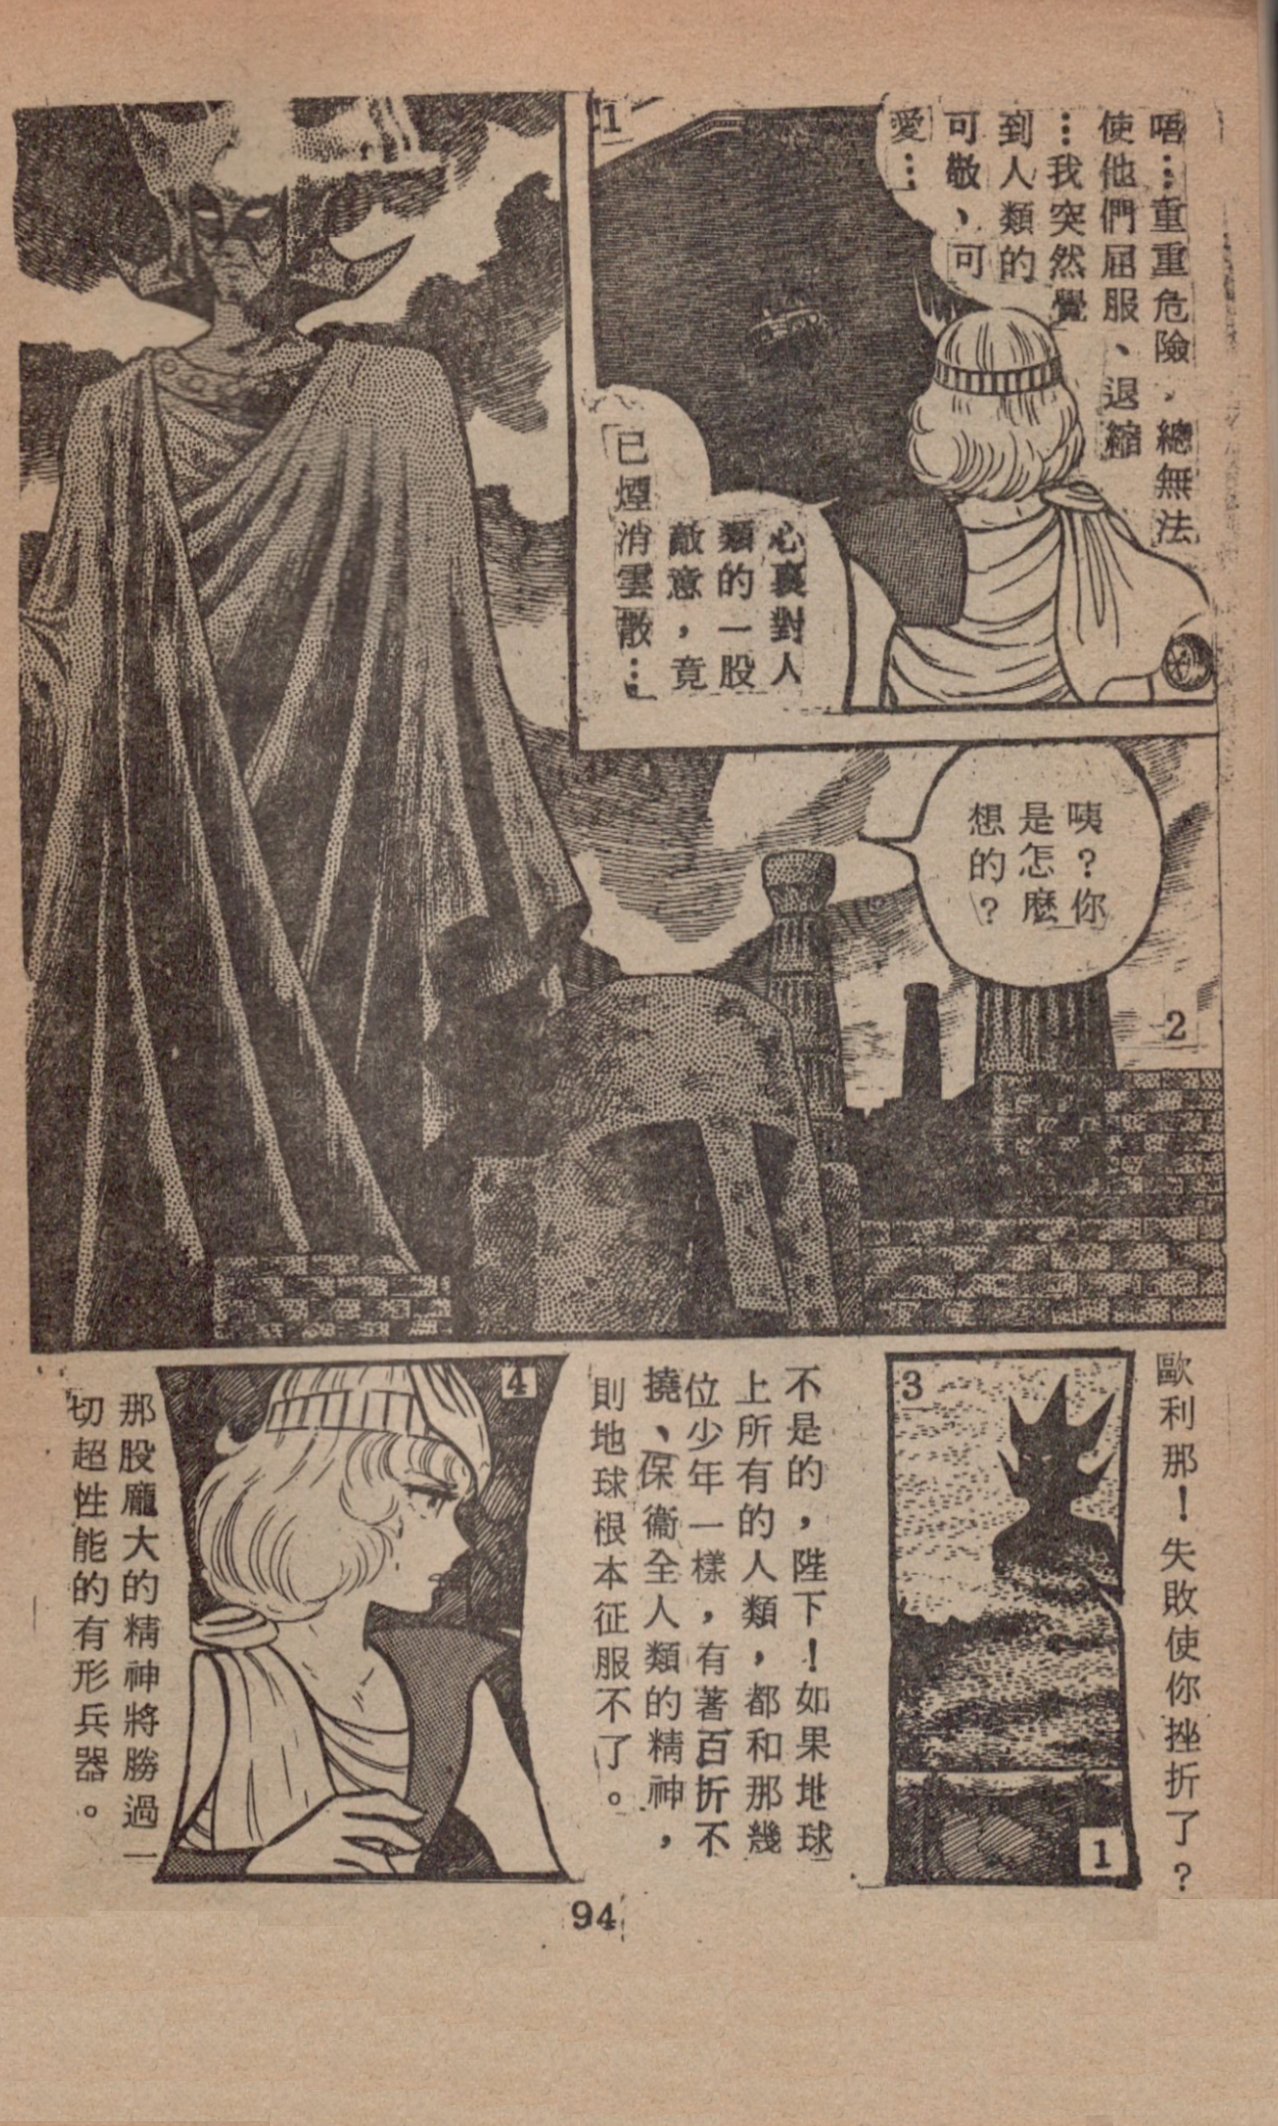 1
唔…重重危險，總無法
使他們屈服、退縮
…我突然覺
到人類的
可敬、可
愛…
心裏對人
類的一股
敵意，竟
已煙消雲散…
2
咦？你
是怎麼
想的？
歐利那！失敗使你挫折了？
3
1
不是的，陛下！如果地球
上所有的人類，都和那幾
位少年一樣，有著百折不
撓、保衞全人類的精神，
則地球根本征服不了。
4
那股龐大的精神將勝過一
切超性能的有形兵器。
94